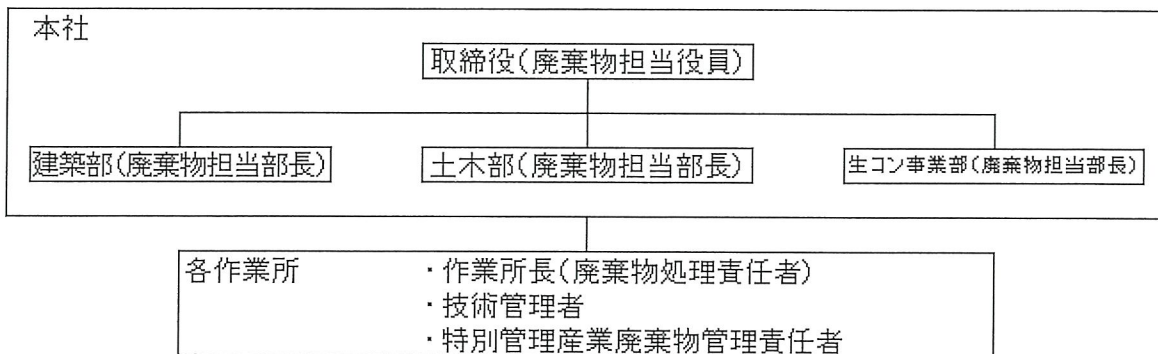 本社
取締役(廃棄物担当役員)
建築部(廃棄物担当部長)
土木部(廃棄物担当部長)
生コン事業部(廃棄物担当部長)
各作業所 ・作業所長(廃棄物処理責任者)
・技術管理者
・特別管理産業廃棄物管理責任者